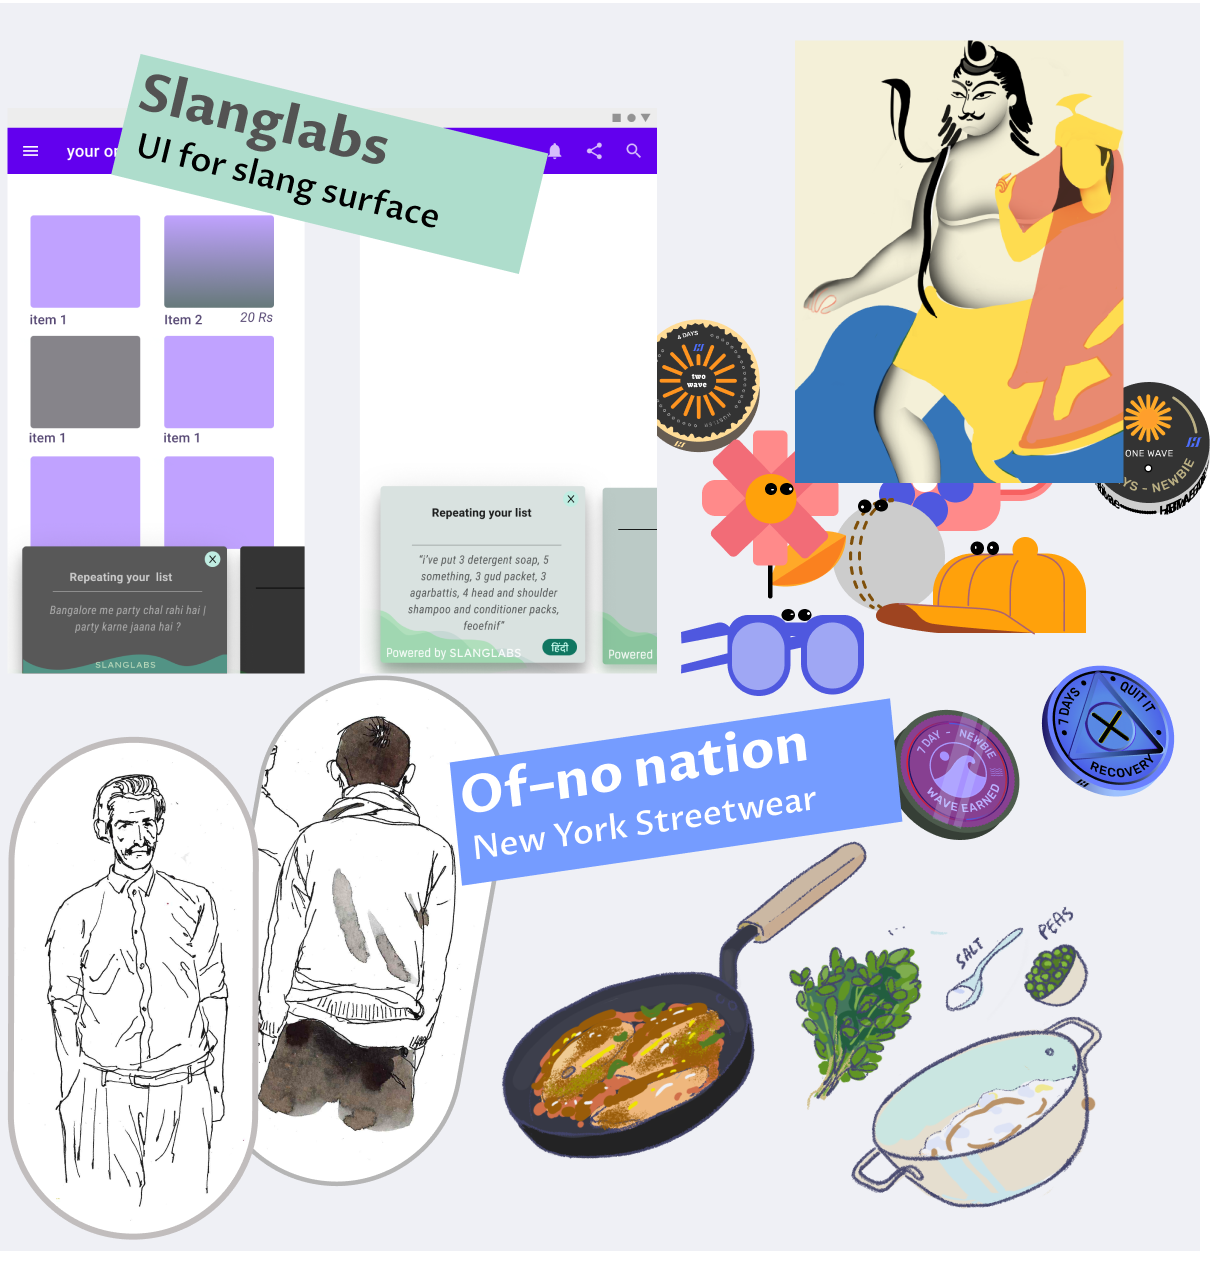 Slanglabs
UI for slang surface
your or
item 1
Item 2
20 Rs
item 1
item 1
Repeating your list
Bangalore me party chal rahi hai |
party karne jaana hai ?
SLANGLABS
X
Repeating your list
X
"i've put 3 detergent soap, 5
something, 3 gud packet, 3
agarbattis, 4 head and shoulder
shampoo and conditioner packs,
feoefnif"
Powered by SLANGLABS
हिंदी
Powered
4 DAYS
two
wave
ONE WAVE
YS - NEWBIE
Of-no nation
New York Streetwear
7 DAY - NEWBIE
WAVE EARNED
7 DAYS
QUIT IT
RECOVERY
SALT
PEAS